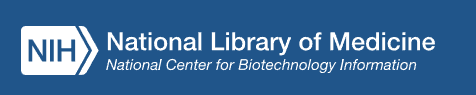 NIH
National Library of Medicine
National Center for Biotechnology Information